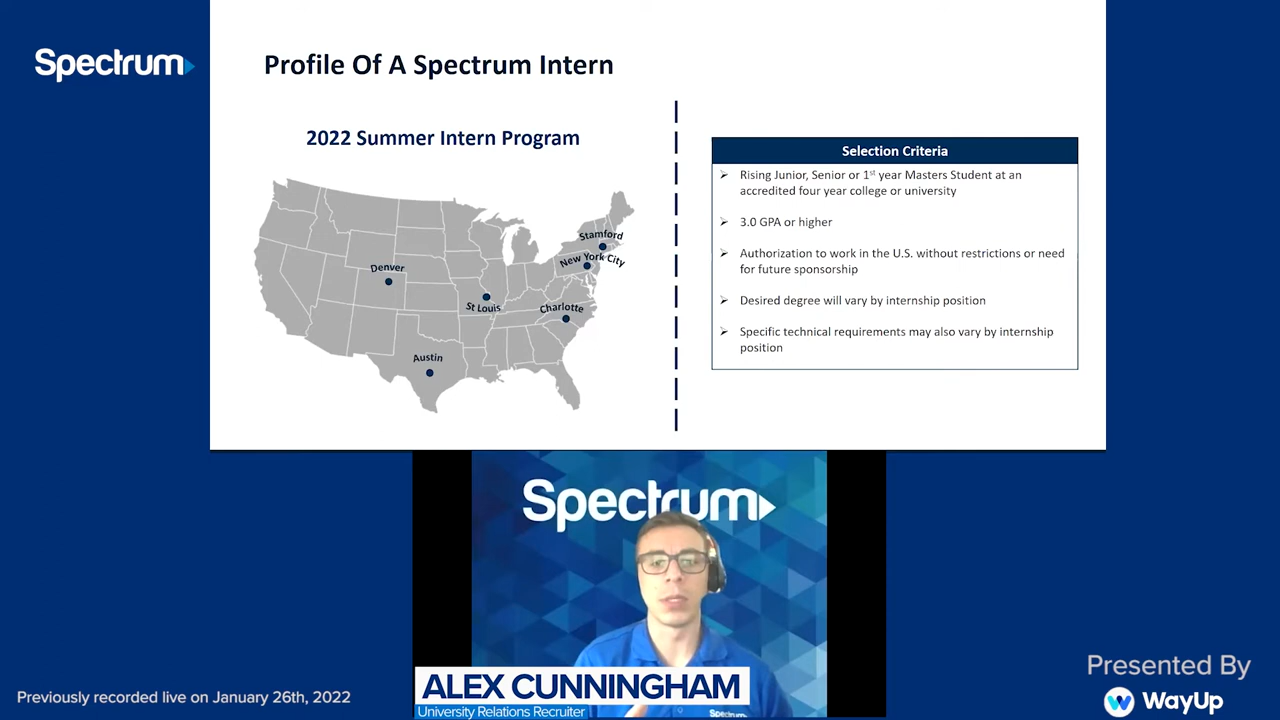 Spectrum
Profile Of A Spectrum Intern
2022 Summer Intern Program
Stamford
New York City
Denver
St Louis
Charlotte
Austin
Selection Criteria
Rising Junior, Senior or 1st year Masters Student at an
accredited four year college or university
3.0 GPA or higher
Authorization to work in the U.S. without restrictions or need
for future sponsorship
Desired degree will vary by internship position
Specific technical requirements may also vary by internship
position
Spectrum
ALEX CUNNINGHAM
University Relations Recruiter
Spectrum
Previously recorded live on January 26th, 2022
Presented By
WayUp